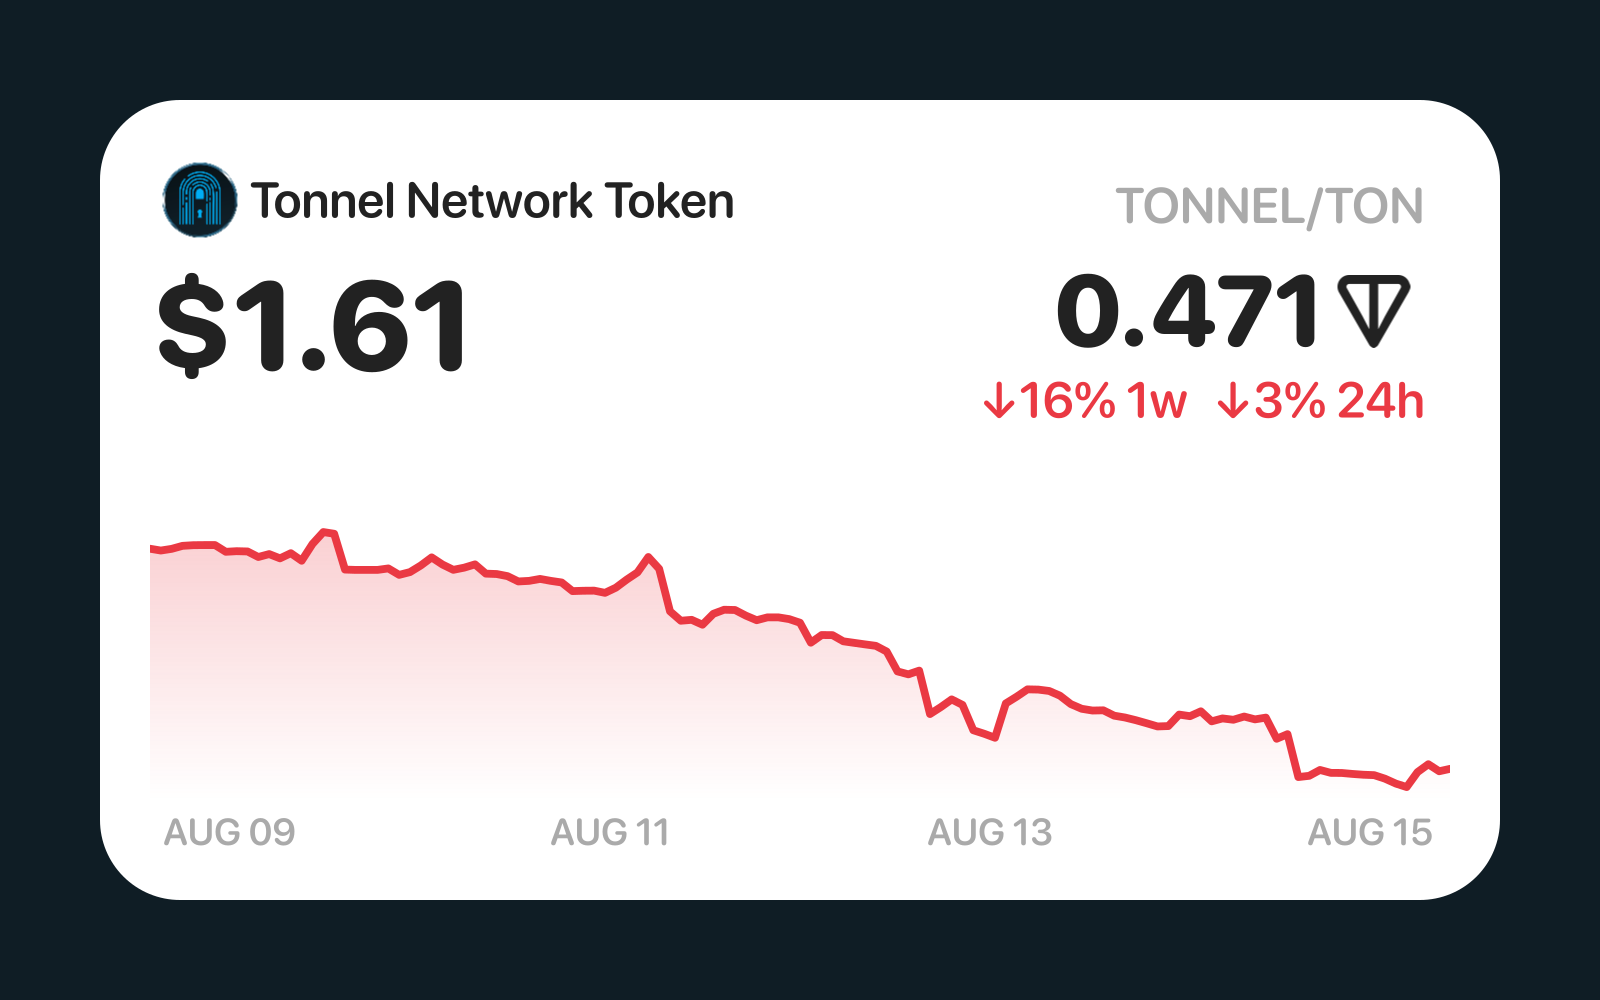 Tonnel Network Token
TONNEL/TON
$1.61
0.471
↓16% 1w ↓3% 24h
AUG 09 AUG 11 AUG 13 AUG 15